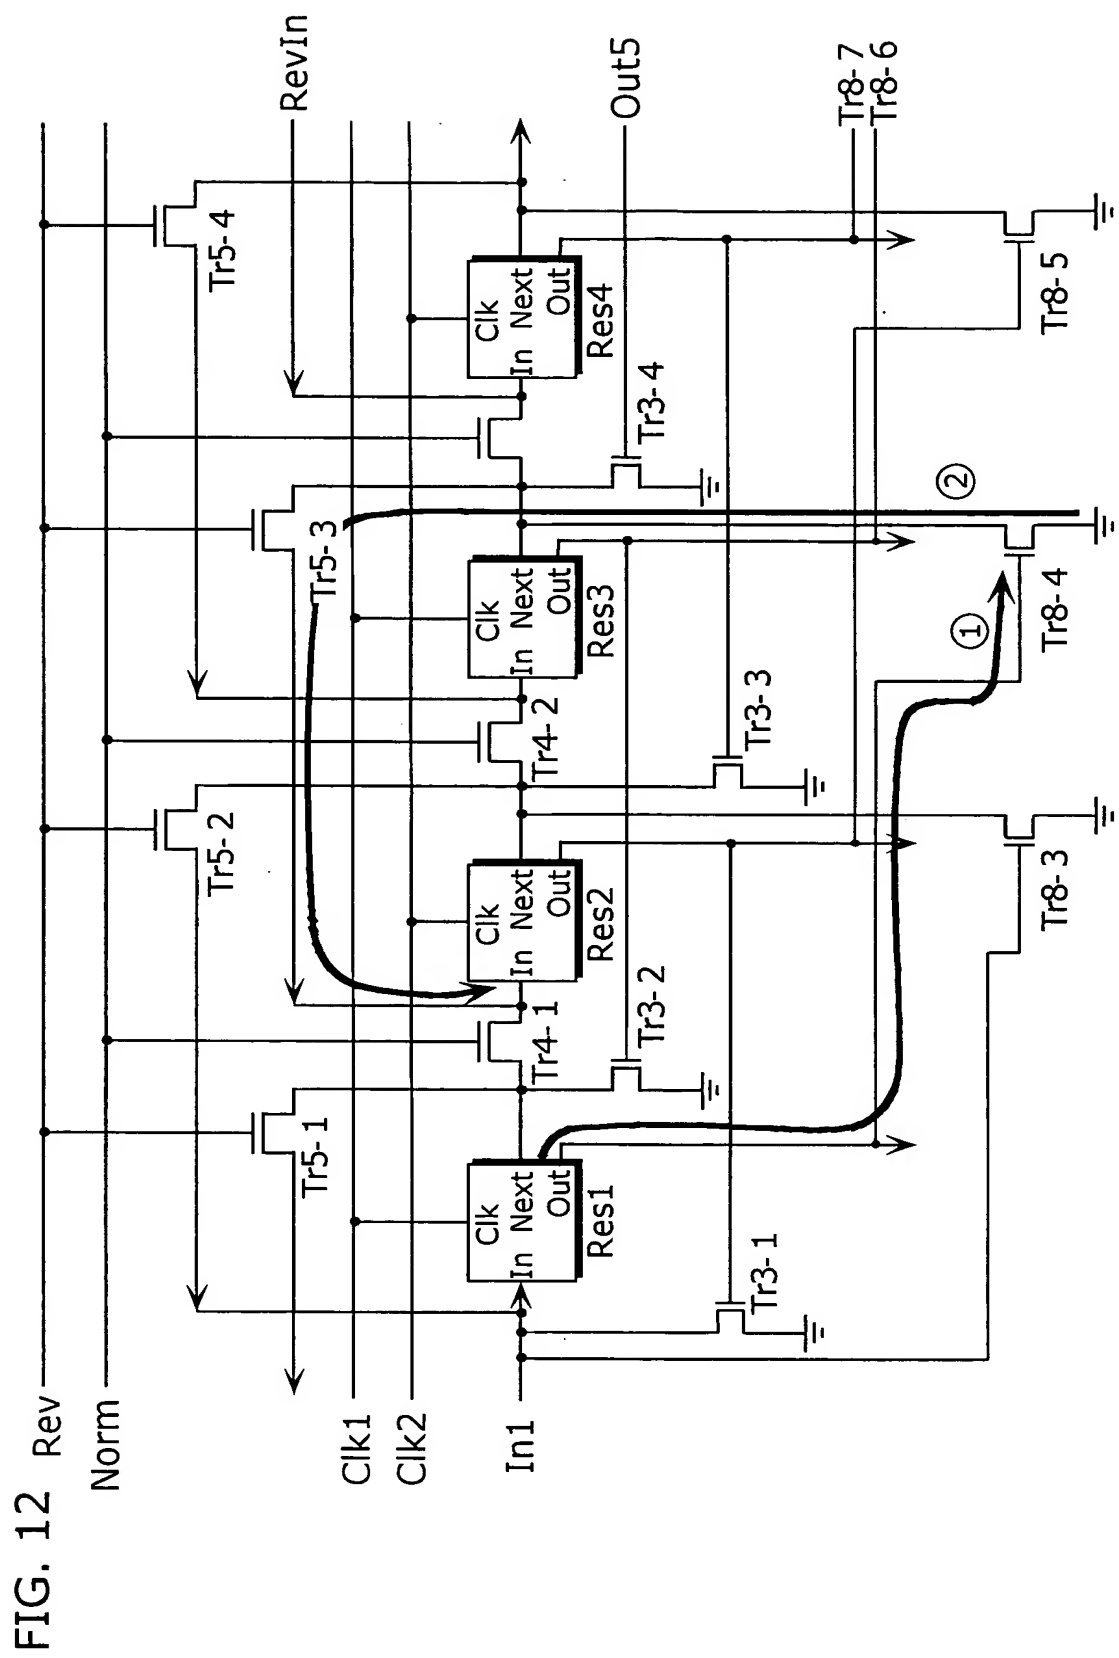 FIG. 12
Rev
Norm
RevIn
Tr5-1
Tr5-2
Tr5-3
Tr5-4
Clk1
Clk2
In1
Clk
In Next
Out
Res1
Tr4-1
Clk
In Next
Out
Res2
Tr4-2
Clk
In Next
Out
Res3
Clk
In Next
Out
Res4
Out5
Tr3-1
Tr3-2
Tr3-3
Tr3-4
Tr8-7
Tr8-6
①
②
Tr8-3
Tr8-4
Tr8-5